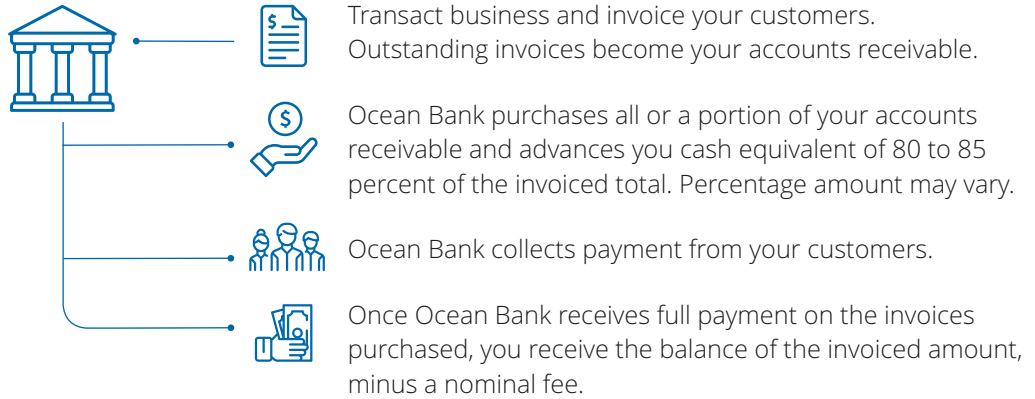 Transact business and invoice your customers.
Outstanding invoices become your accounts receivable.
Ocean Bank purchases all or a portion of your accounts
receivable and advances you cash equivalent of 80 to 85
percent of the invoiced total. Percentage amount may vary.
Ocean Bank collects payment from your customers.
Once Ocean Bank receives full payment on the invoices
purchased, you receive the balance of the invoiced amount,
minus a nominal fee.